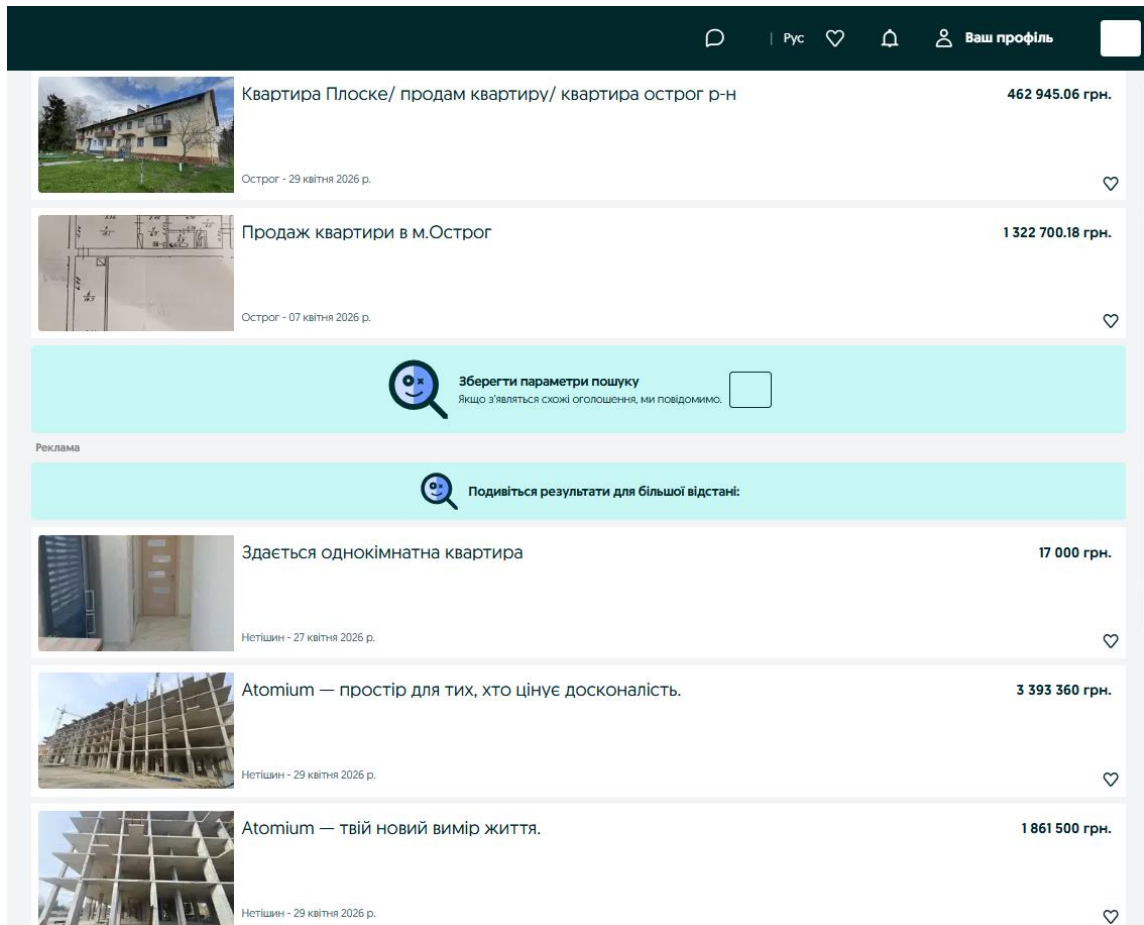 Рус
Ваш профіль
Квартира Плоске/ продам квартиру/ квартира острог р-н
462 945.06 грн.
Острог - 29 квітня 2026 р.
Продаж квартири в м.Острог
1 322 700.18 грн.
Острог - 07 квітня 2026 р.
Зберегти параметри пошуку
Якщо з'являться схожі оголошення, ми повідомимо.
Реклама
Подивіться результати для більшої відстані:
Здається однокімнатна квартира
17 000 грн.
Нетішин - 27 квітня 2026 р.
Atomium — простір для тих, хто цінує досконалість.
3 393 360 грн.
Нетішин - 29 квітня 2026 р.
Atomium — твій новий вимір життя.
1 861 500 грн.
Нетішин - 29 квітня 2026 р.